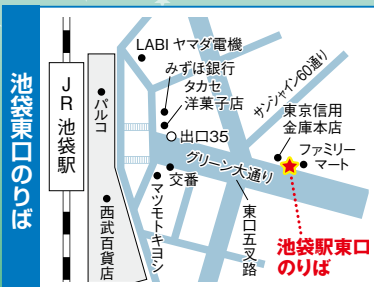 池袋東口のりば
JR池袋駅
パルコ
西武百貨店
LABI ヤマダ電機
みずほ銀行
タカセ
洋菓子店
出口35
交番
マツモトキヨシ
グリーン大通り
サンシャイン60通り
東京信用
金庫本店
ファミリー
マート
東口五叉路
池袋駅東口
のりば